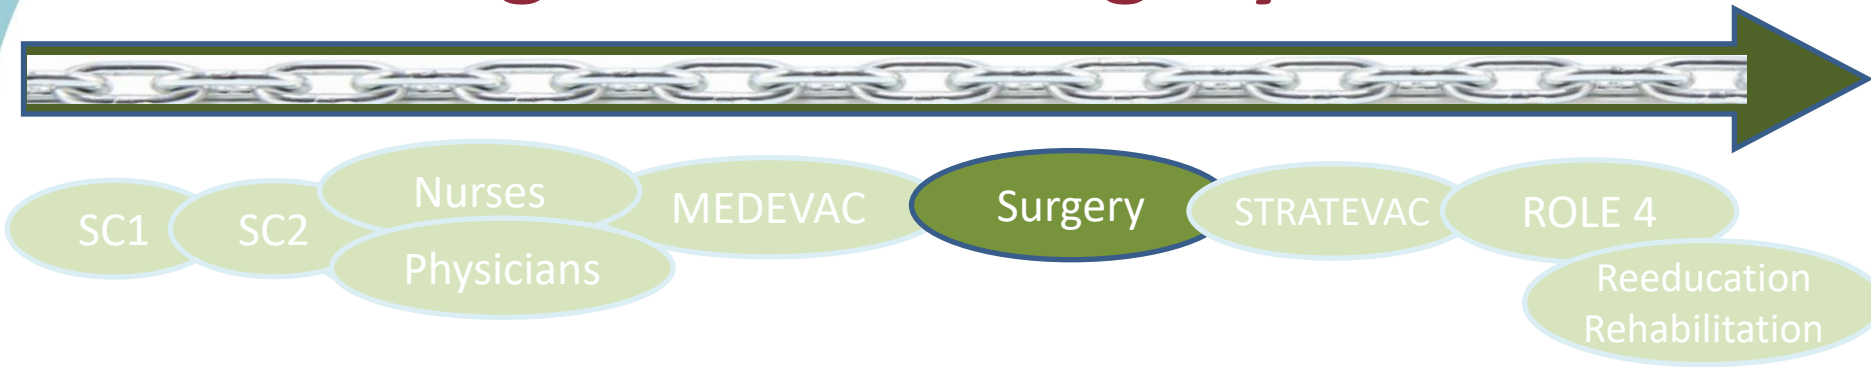 SC1
SC2
Nurses
Physicians
MEDEVAC
Surgery
STRATEVAC
ROLE 4
Reeducation
Rehabilitation